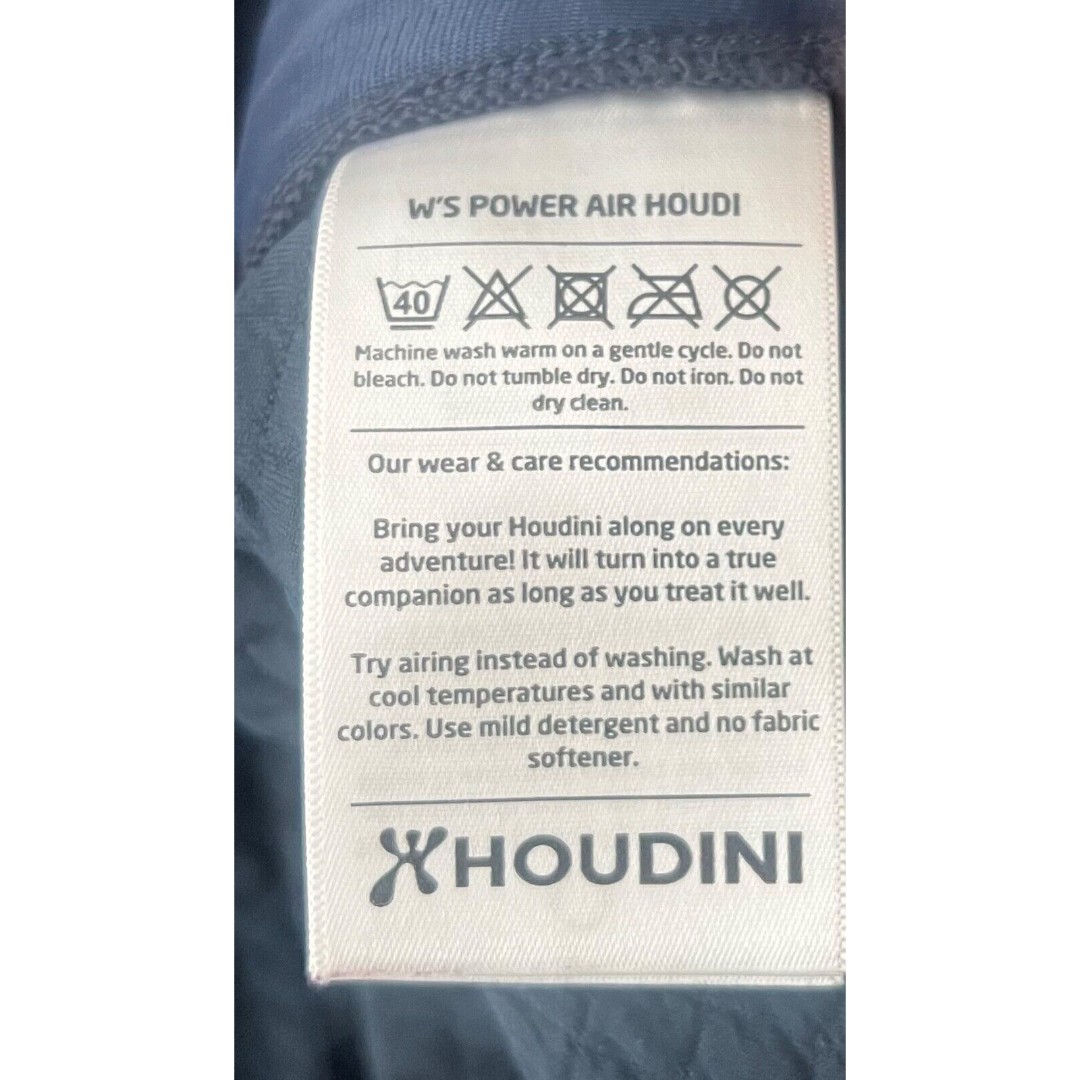 W'S POWER AIR HOUDI
40
Machine wash warm on a gentle cycle. Do not
bleach. Do not tumble dry. Do not iron. Do not
dry clean.
Our wear & care recommendations:
Bring your Houdini along on every
adventure! It will turn into a true
companion as long as you treat it well.
Try airing instead of washing. Wash at
cool temperatures and with similar
colors. Use mild detergent and no fabric
softener.
HOUDINI